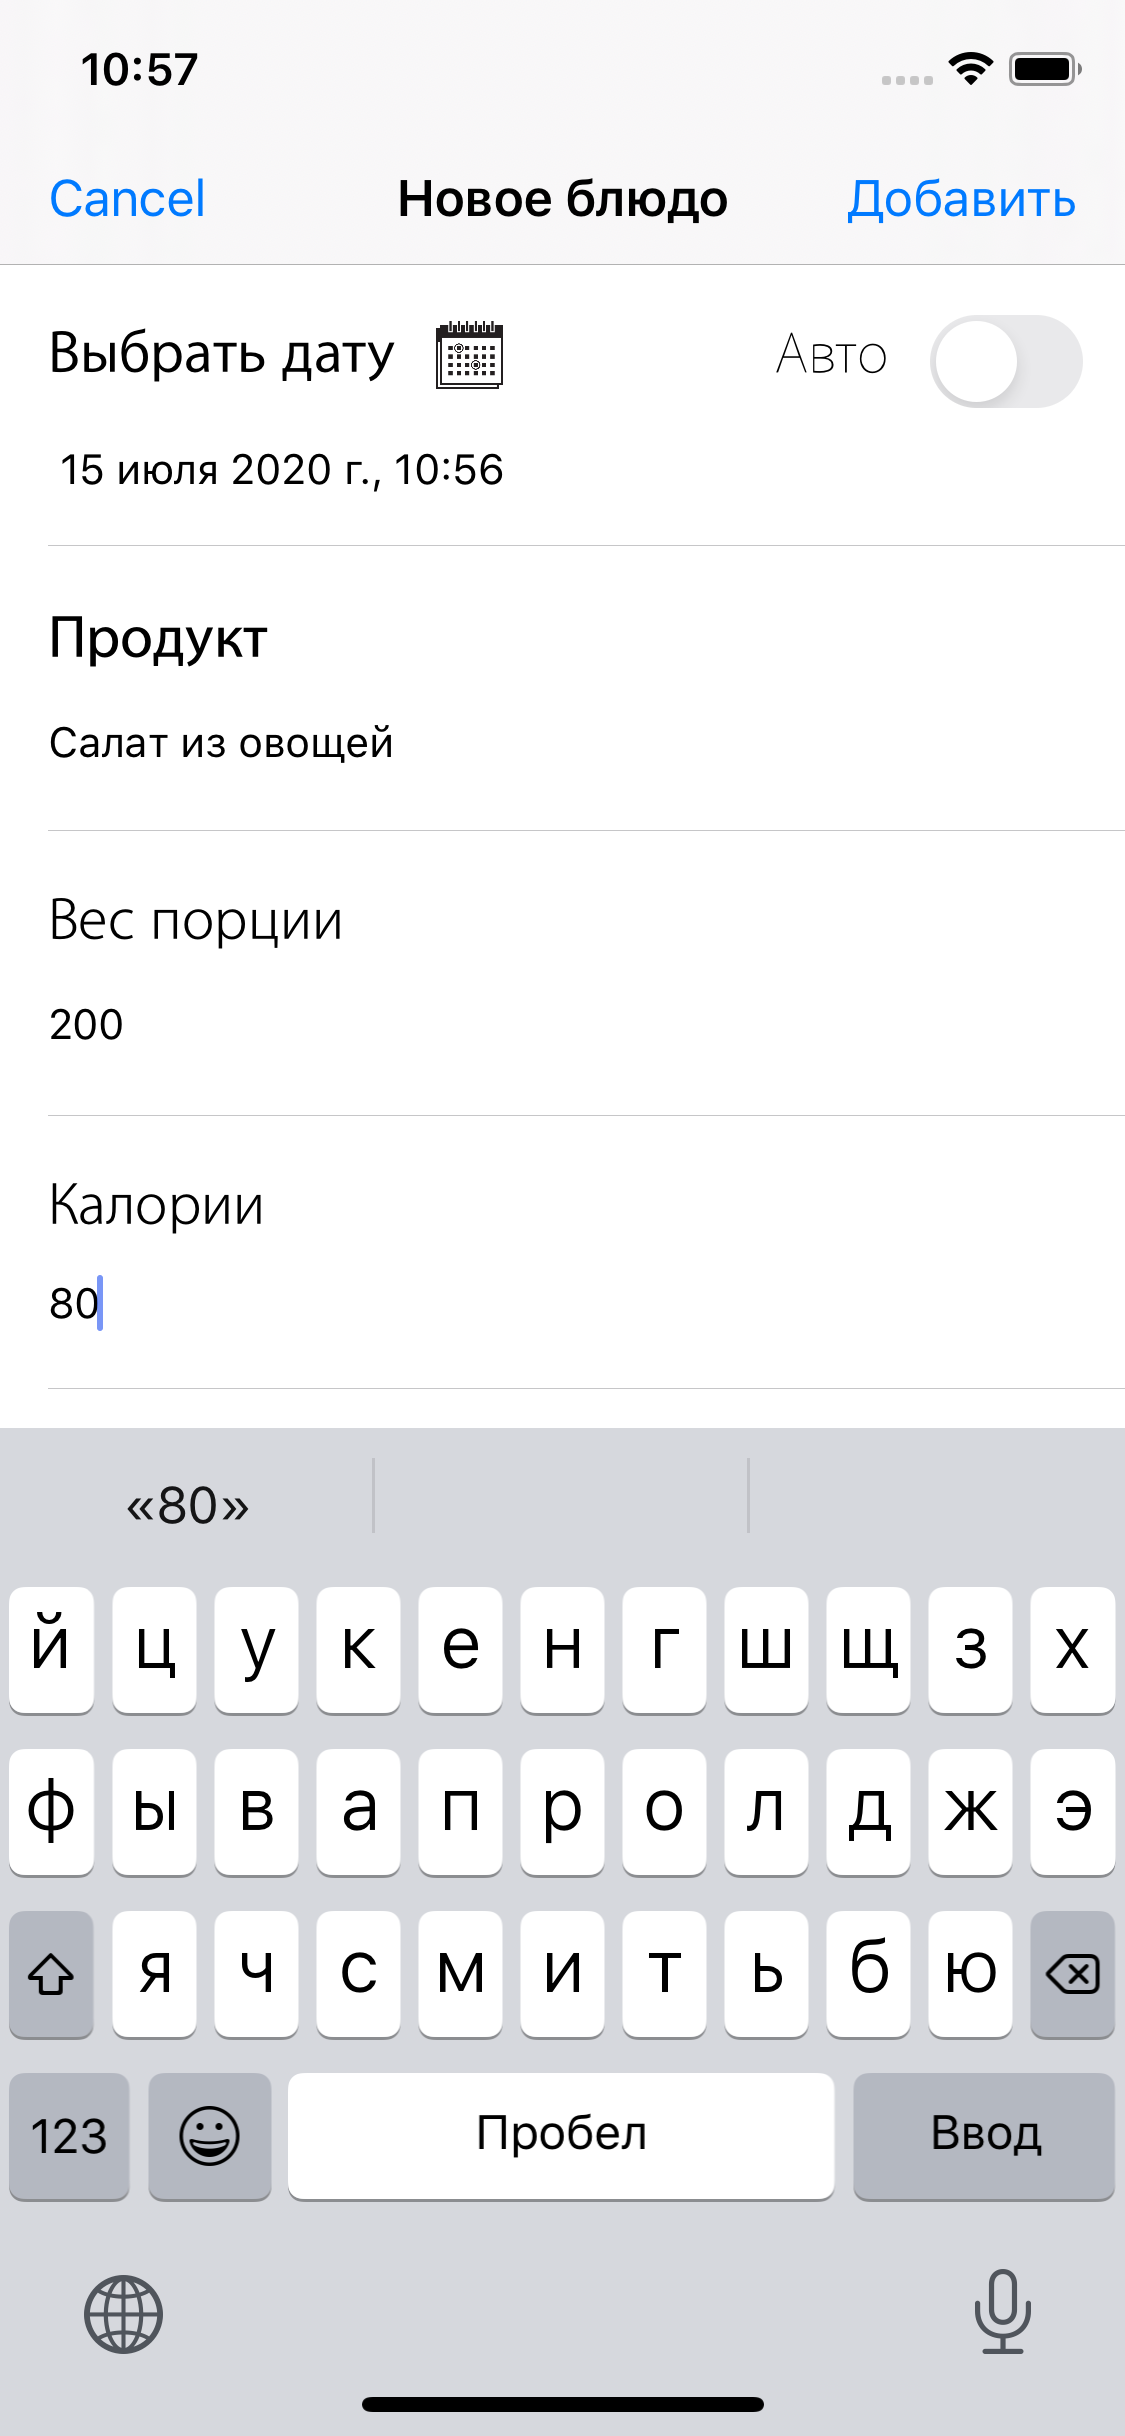 10:57
Cancel Новое блюдо Добавить
Выбрать дату Авто
15 июля 2020 г., 10:56
Продукт
Салат из овощей
Вес порции
200
Калории
80
«80»
й ц у к е н г ш щ з х
ф ы в а п р о л д ж э
я ч с м и т ь б ю
123 Пробел Ввод